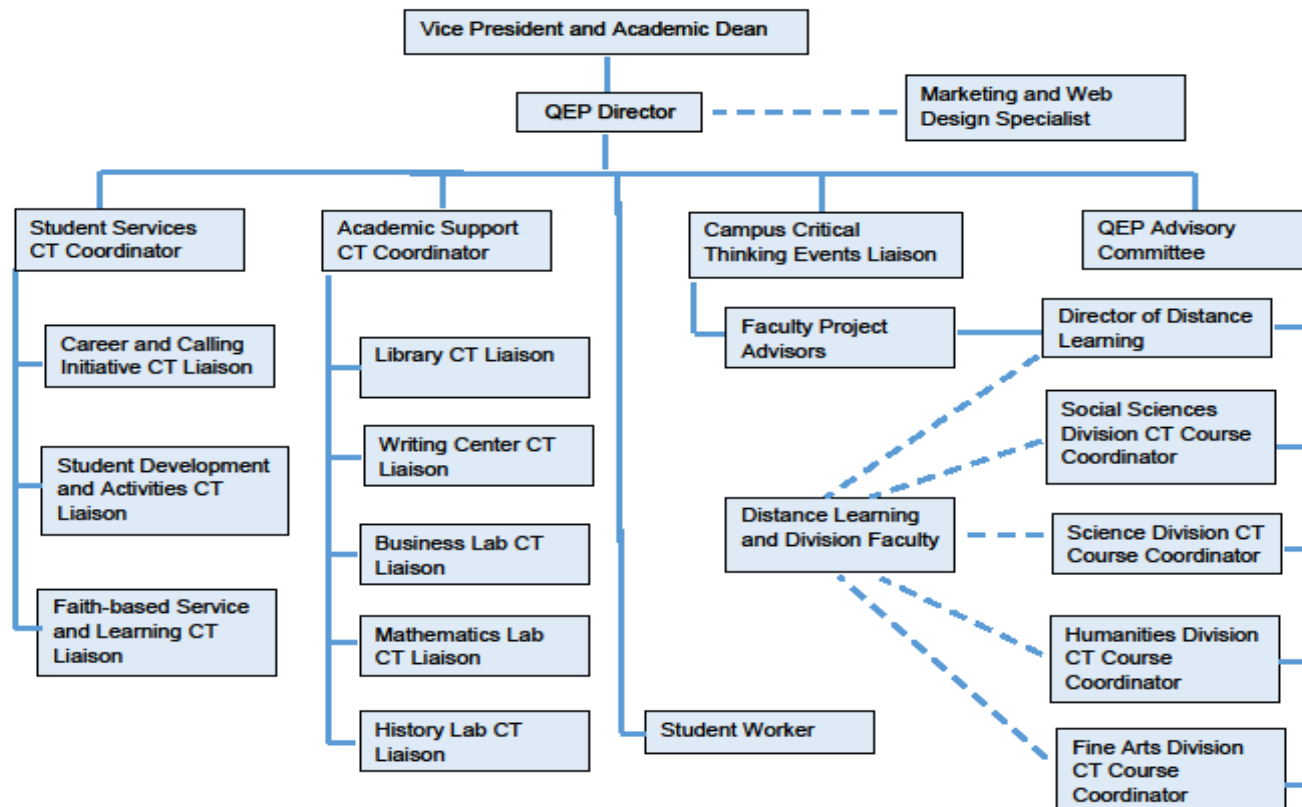 Vice President and Academic Dean
QEP Director
Marketing and Web
Design Specialist
Student Services
CT Coordinator
Academic Support
CT Coordinator
Campus Critical
Thinking Events Liaison
QEP Advisory
Committee
Career and Calling
Initiative CT Liaison
Student Development
and Activities CT
Liaison
Faith-based Service
and Learning CT
Liaison
Library CT Liaison
Writing Center CT
Liaison
Business Lab CT
Liaison
Mathematics Lab
CT Liaison
History Lab CT
Liaison
Student Worker
Faculty Project
Advisors
Distance Learning
and Division Faculty
Director of Distance
Learning
Social Sciences
Division CT Course
Coordinator
Science Division CT
Course Coordinator
Humanities Division
CT Course
Coordinator
Fine Arts Division
CT Course
Coordinator